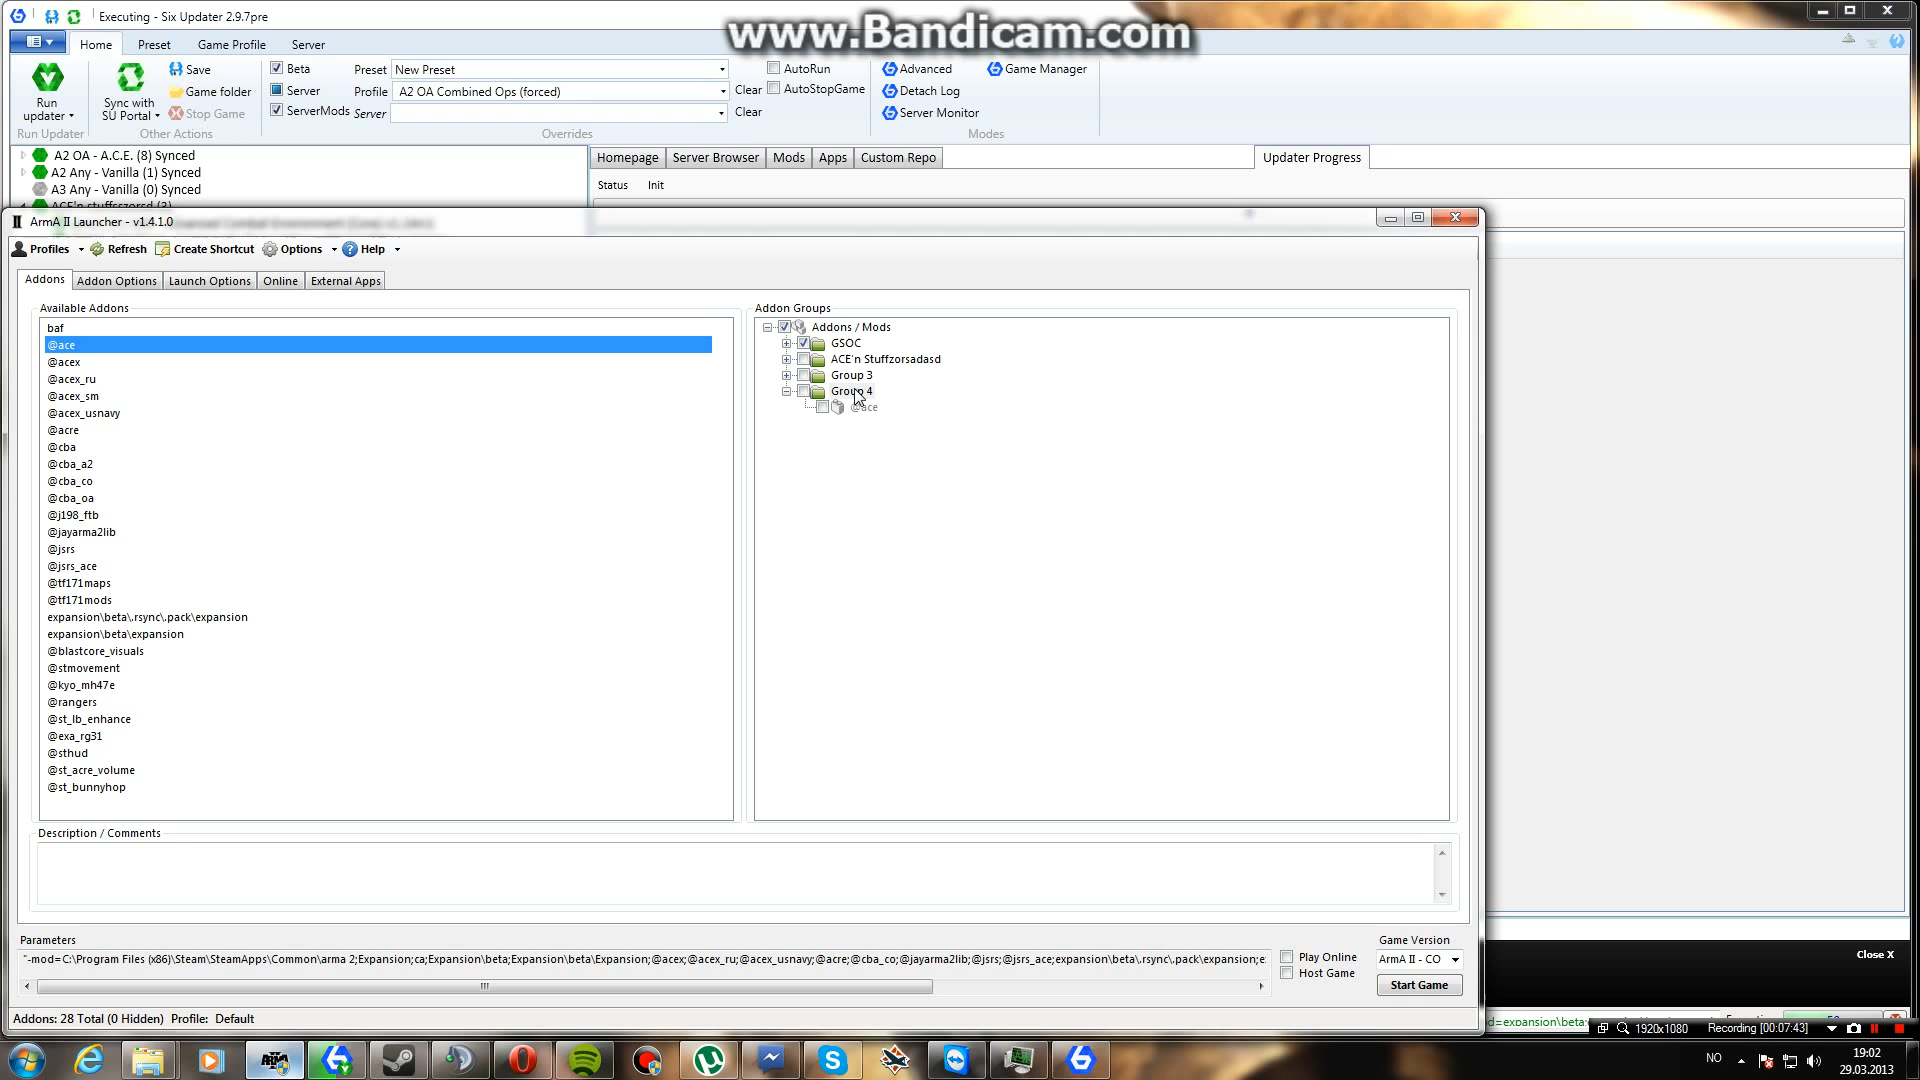 Executing - Six Updater 2.9.7pre
www.Bandicam.com
Home Preset Game Profile Server
Run updater
Run Updater
Sync with SU Portal
Save
Game folder
Stop Game
Other Actions
Beta
Server
ServerMods
Preset New Preset
Profile A2 OA Combined Ops (forced)
Server
Clear
Clear
Overrides
AutoRun
AutoStopGame
Advanced
Game Manager
Detach Log
Server Monitor
Modes
A2 OA - A.C.E. (8) Synced
A2 Any - Vanilla (1) Synced
A3 Any - Vanilla (0) Synced
ACE'n stuffszorsd (3)
Homepage Server Browser Mods Apps Custom Repo Updater Progress
Status Init
ArmA II Launcher - v1.4.1.0
Profiles Refresh Create Shortcut Options Help
Addons Addon Options Launch Options Online External Apps
Available Addons
baf
@ace
@acex
@acex_ru
@acex_sm
@acex_usnavy
@acre
@cba
@cba_a2
@cba_co
@cba_oa
@j198_ftb
@jayarma2lib
@jsrs
@jsrs_ace
@tf171maps
@tf171mods
expansion\beta\.rsync\.pack\expansion
expansion\beta\expansion
@blastcore_visuals
@stmovement
@kyo_mh47e
@rangers
@st_lb_enhance
@exa_rg31
@sthud
@st_acre_volume
@st_bunnyhop
Addon Groups
Addons / Mods
GSOC
ACE'n Stuffzorsadasd
Group 3
Group 4
@ace
Description / Comments
Parameters
"-mod=C:\Program Files (x86)\Steam\SteamApps\Common\arma 2;Expansion;ca;Expansion\beta;Expansion\beta\Expansion;@acex;@acex_ru;@acex_usnavy;@acre;@cba_co;@jayarma2lib;@jsrs;@jsrs_ace;expansion\beta\.rsync\.pack\expansion;e
Play Online
Host Game
Game Version
ArmA II - CO
Start Game
Addons: 28 Total (0 Hidden) Profile: Default
Close X
od=expansion\beta
1920x1080 Recording [00:07:43]
NO
19:02
29.03.2013